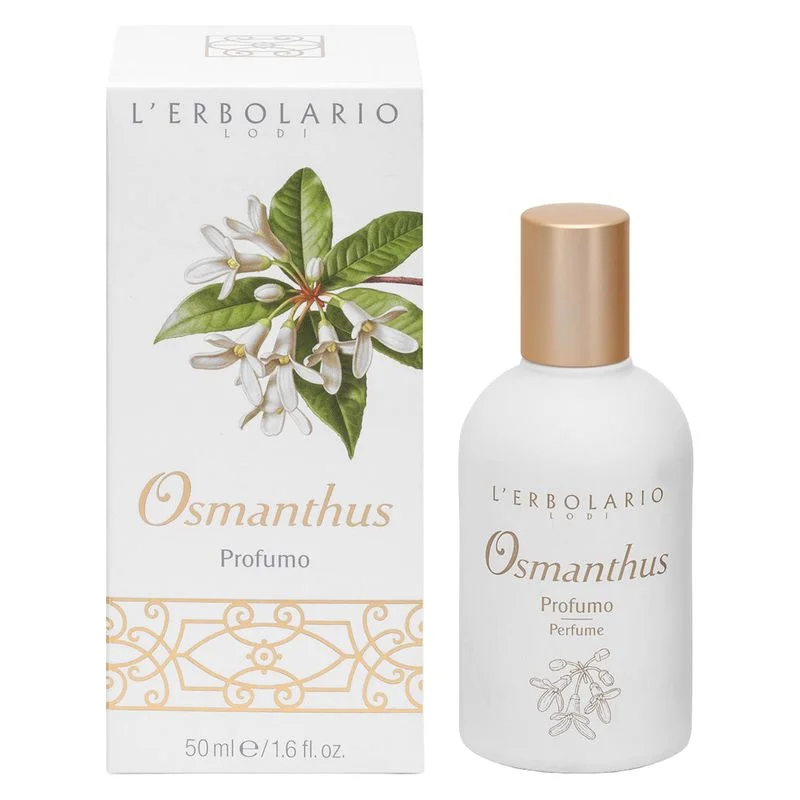 L'ERBOLARIO
LODI
Osmanthus
Profumo
50 ml ℮/1.6 fl. oz.
L'ERBOLARIO
LODI
Osmanthus
Profumo
Perfume